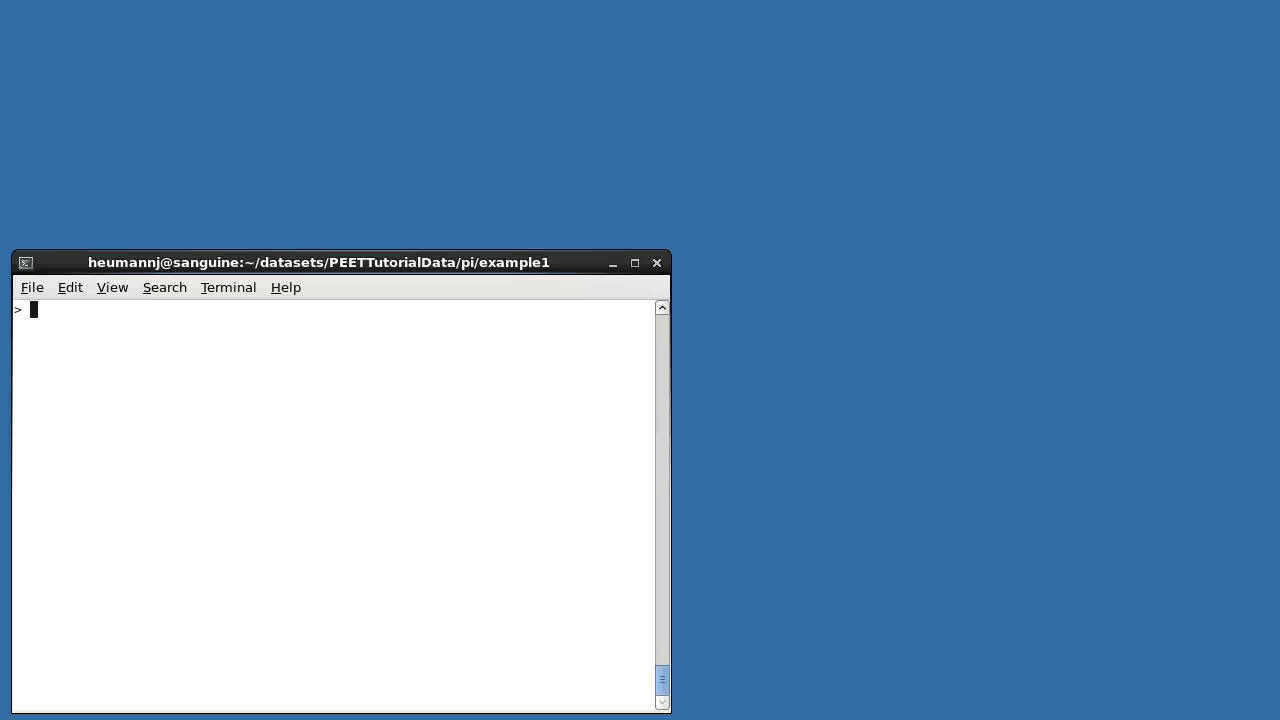 heumannj@sanguine:~/datasets/PEETTutorialData/pi/example1
File Edit View Search Terminal Help
>